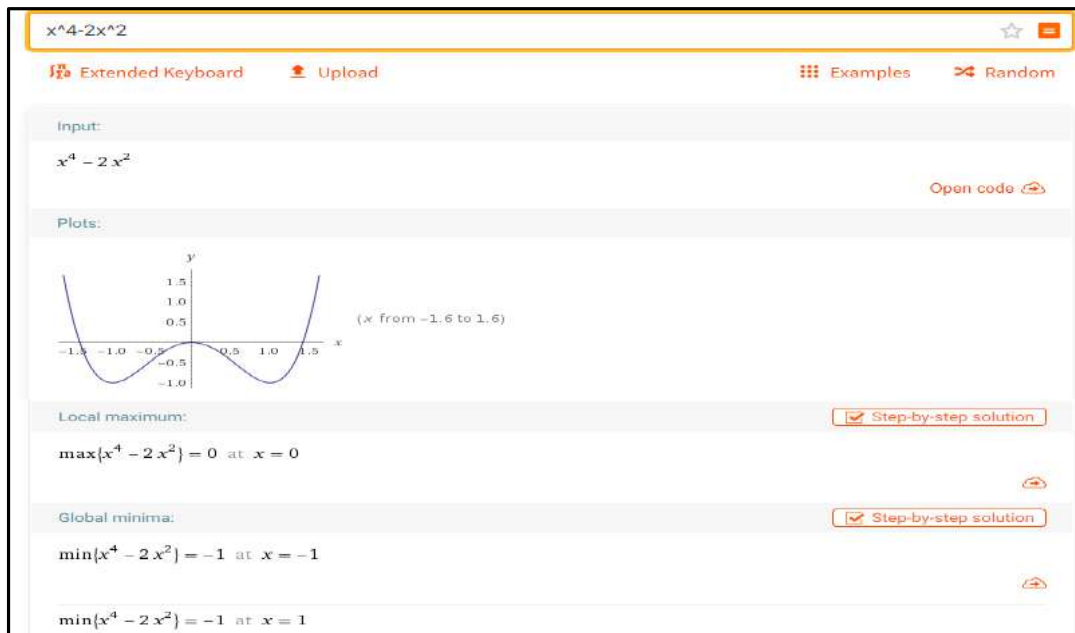 x^4-2x^2
Extended Keyboard Upload Examples Random
Input:
x⁴ – 2 x²
Open code
Plots:
y
1.5
1.0
0.5
(x from –1.6 to 1.6)
–1.5 –1.0 –0.5 0.5 1.0 1.5 x
–0.5
–1.0
Local maximum: Step-by-step solution
max{x⁴ – 2 x²} = 0 at x = 0
Global minima: Step-by-step solution
min{x⁴ – 2 x²} = –1 at x = –1
min{x⁴ – 2 x²} = –1 at x = 1